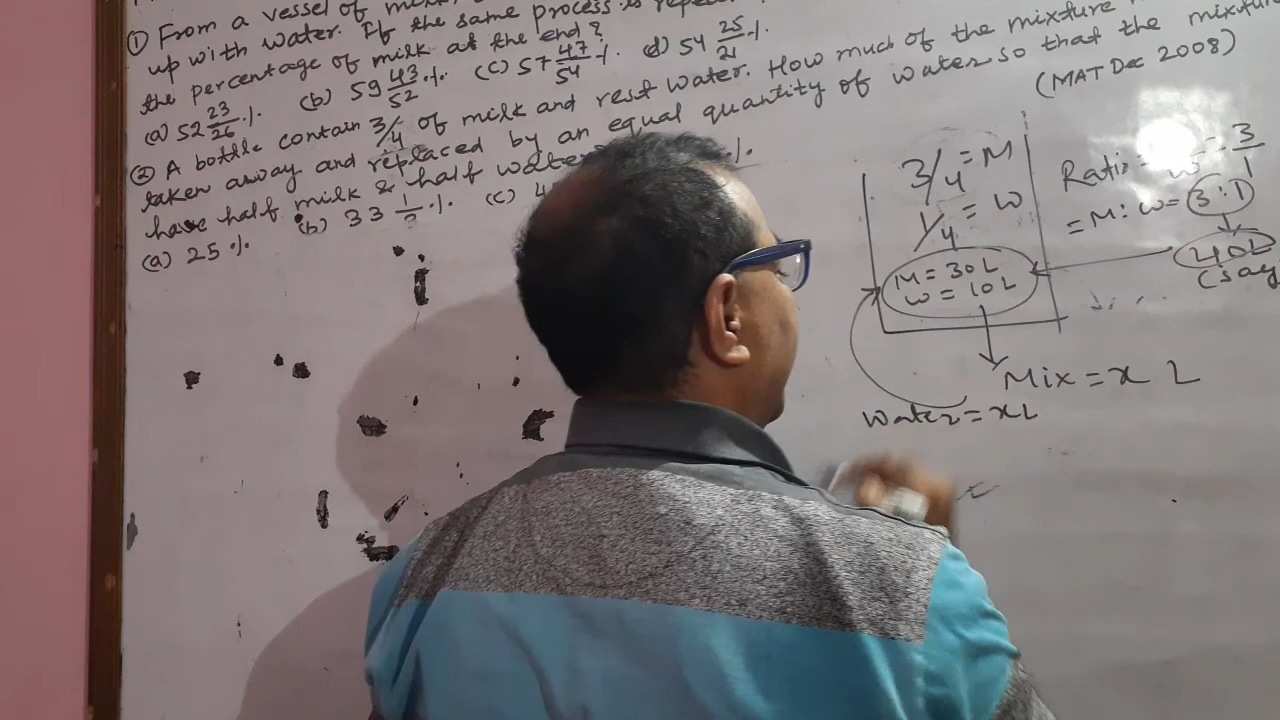 ① From a vessel of milk,
up with water. If the same process is repea
the percentage of milk at the end?
(a) 52 23/26 %. (b) 59 43/52 %. (c) 57 47/54 %. (d) 54 25/21 %.
② A bottle contain 3/4 of milk and rest water. How much of the mixture
taken away and replaced by an equal quantity of water so that the mixture
have half milk & half water (MAT Dec 2008)
(a) 25 %. (b) 33 1/3 %. (c) 4 %.
3/4 = M
1/4 = W
M = 30 L
W = 10 L
Mix = x L
Water = x L
Ratio = W = 3/1
= M : W = 3 : 1
40L
(say